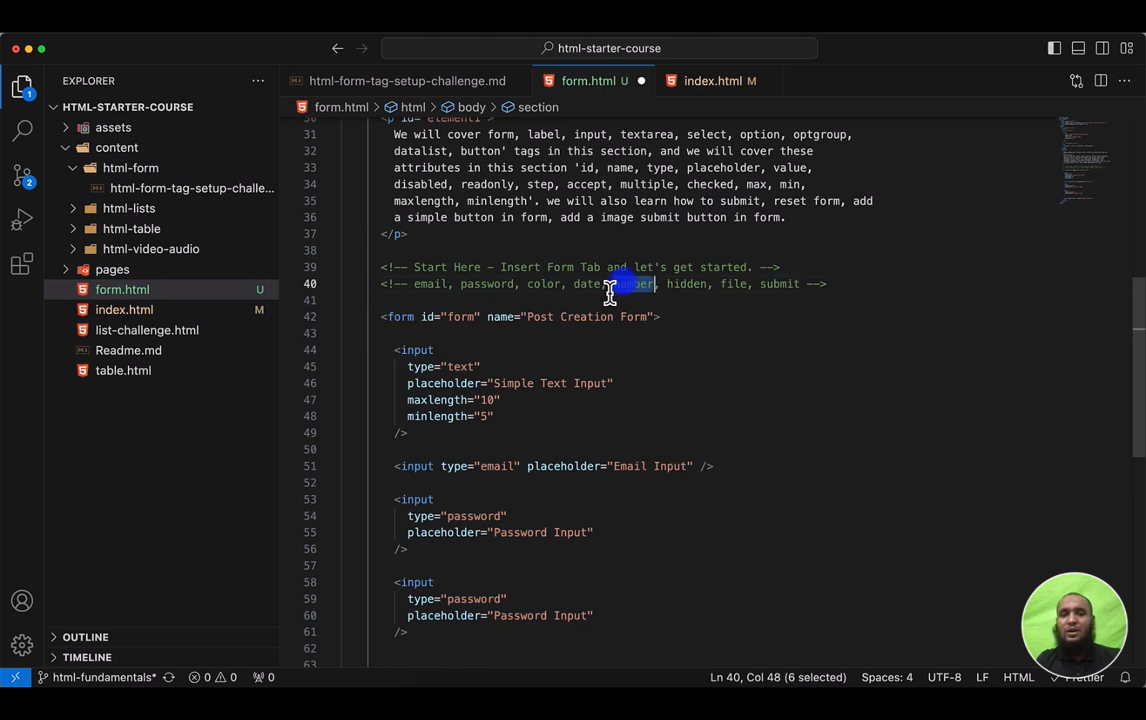 html-starter-course
EXPLORER
html-form-tag-setup-challenge.md
form.html U
index.html M
HTML-STARTER-COURSE
form.html
html
body
section
assets
content
html-form
html-form-tag-setup-challe...
html-lists
html-table
html-video-audio
pages
form.html U
index.html M
list-challenge.html
Readme.md
table.html
OUTLINE
TIMELINE
30 <p id="element1">
31 We will cover form, label, input, textarea, select, option, optgroup,
32 datalist, button' tags in this section, and we will cover these
33 attributes in this section 'id, name, type, placeholder, value,
34 disabled, readonly, step, accept, multiple, checked, max, min,
35 maxlength, minlength'. we will also learn how to submit, reset form, add
36 a simple button in form, add a image submit button in form.
37 </p>
38
39 <!-- Start Here - Insert Form Tab and let's get started. -->
40 <!-- email, password, color, date, number, hidden, file, submit -->
41
42 <form id="form" name="Post Creation Form">
43
44 <input
45 type="text"
46 placeholder="Simple Text Input"
47 maxlength="10"
48 minlength="5"
49 />
50
51 <input type="email" placeholder="Email Input" />
52
53 <input
54 type="password"
55 placeholder="Password Input"
56 />
57
58 <input
59 type="password"
60 placeholder="Password Input"
61 />
62
63
1
2
html-fundamentals*
0 0
0
Ln 40, Col 48 (6 selected)
Spaces: 4
UTF-8
LF
HTML
Prettier